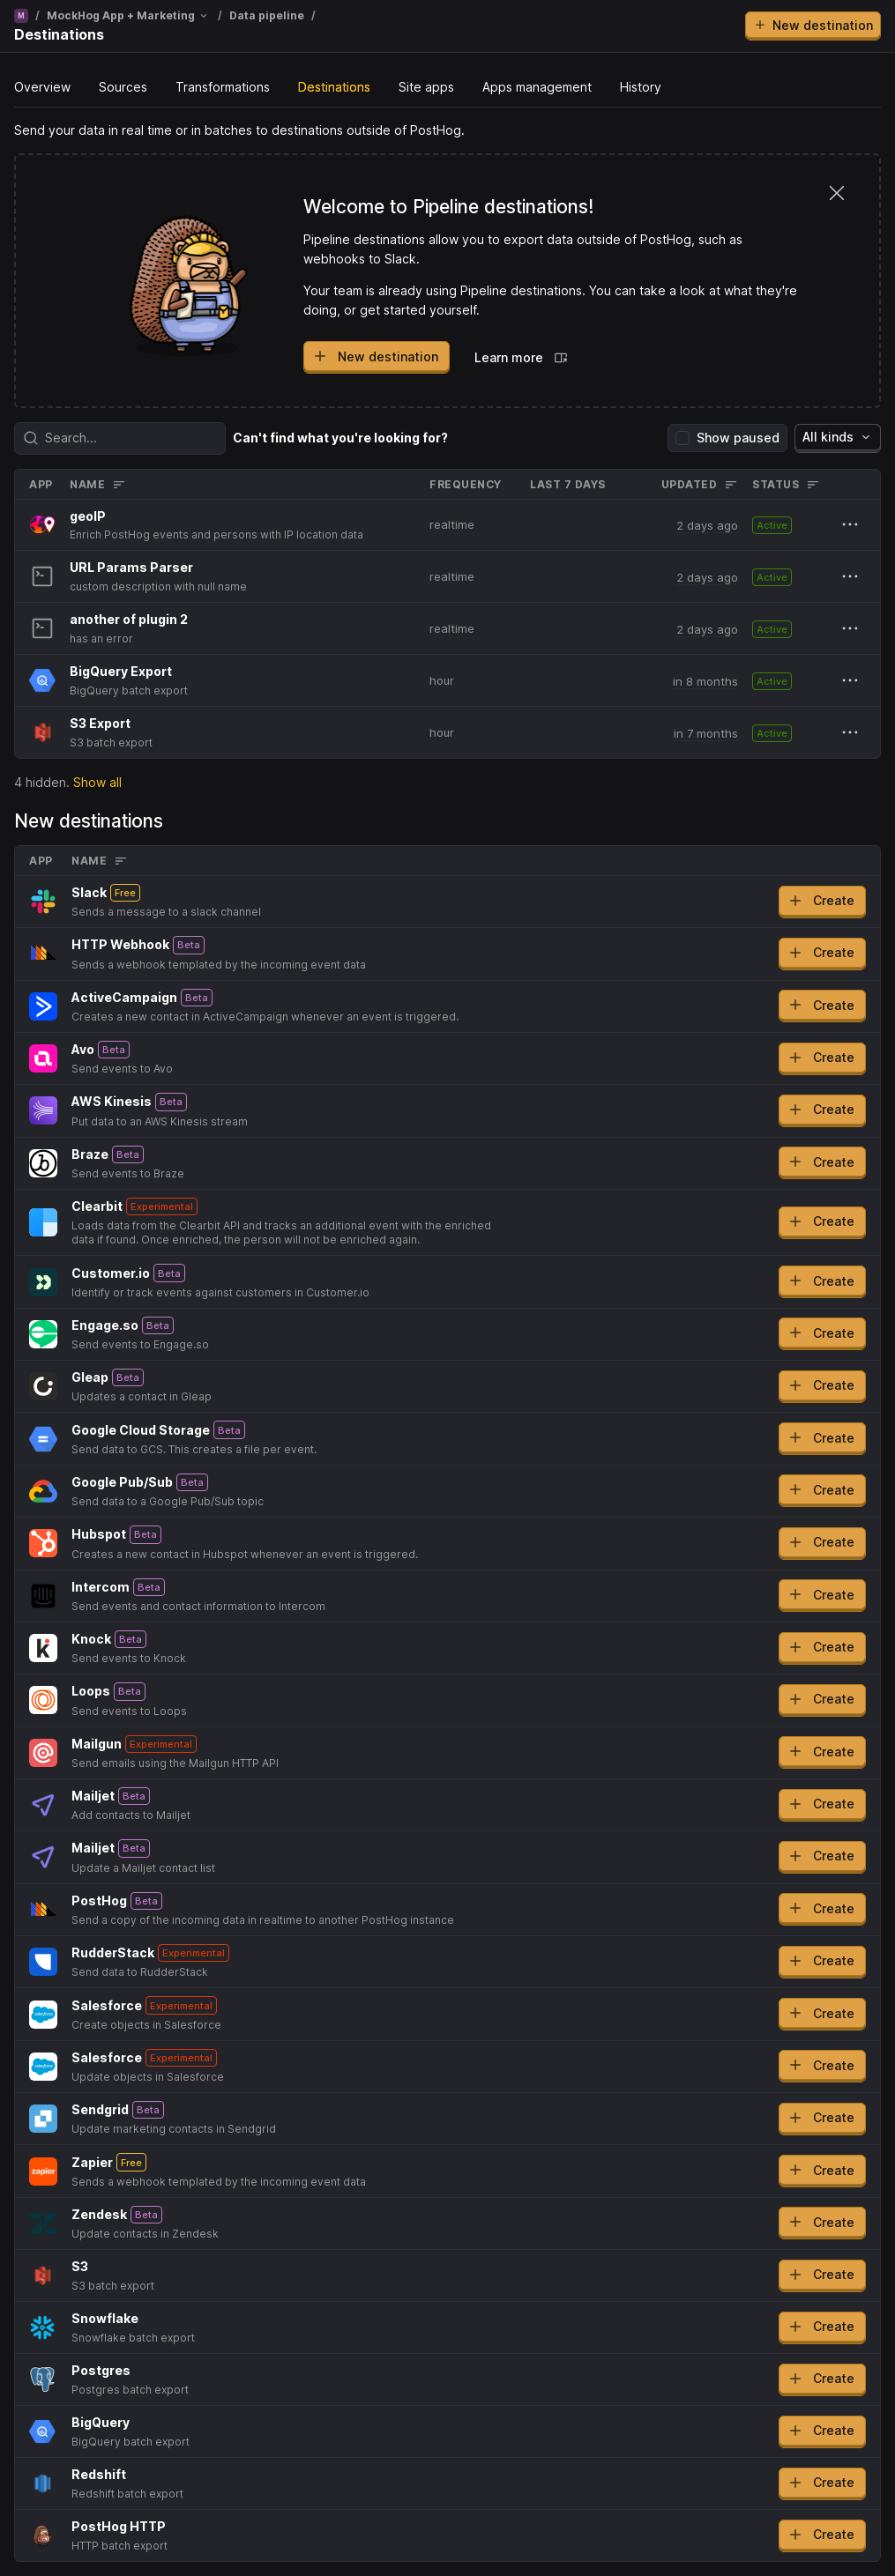 M / MockHog App + Marketing / Data pipeline /
Destinations
New destination
Overview Sources Transformations Destinations Site apps Apps management History
Send your data in real time or in batches to destinations outside of PostHog.
Welcome to Pipeline destinations!
Pipeline destinations allow you to export data outside of PostHog, such as
webhooks to Slack.
Your team is already using Pipeline destinations. You can take a look at what they're
doing, or get started yourself.
New destination Learn more
Search... Can't find what you're looking for? Show paused All kinds
APP NAME FREQUENCY LAST 7 DAYS UPDATED STATUS
geoIP
Enrich PostHog events and persons with IP location data
realtime 2 days ago Active
URL Params Parser
custom description with null name
realtime 2 days ago Active
another of plugin 2
has an error
realtime 2 days ago Active
BigQuery Export
BigQuery batch export
hour in 8 months Active
S3 Export
S3 batch export
hour in 7 months Active
4 hidden. Show all
New destinations
APP NAME
Slack Free
Sends a message to a slack channel
Create
HTTP Webhook Beta
Sends a webhook templated by the incoming event data
Create
ActiveCampaign Beta
Creates a new contact in ActiveCampaign whenever an event is triggered.
Create
Avo Beta
Send events to Avo
Create
AWS Kinesis Beta
Put data to an AWS Kinesis stream
Create
Braze Beta
Send events to Braze
Create
Clearbit Experimental
Loads data from the Clearbit API and tracks an additional event with the enriched
data if found. Once enriched, the person will not be enriched again.
Create
Customer.io Beta
Identify or track events against customers in Customer.io
Create
Engage.so Beta
Send events to Engage.so
Create
Gleap Beta
Updates a contact in Gleap
Create
Google Cloud Storage Beta
Send data to GCS. This creates a file per event.
Create
Google Pub/Sub Beta
Send data to a Google Pub/Sub topic
Create
Hubspot Beta
Creates a new contact in Hubspot whenever an event is triggered.
Create
Intercom Beta
Send events and contact information to Intercom
Create
Knock Beta
Send events to Knock
Create
Loops Beta
Send events to Loops
Create
Mailgun Experimental
Send emails using the Mailgun HTTP API
Create
Mailjet Beta
Add contacts to Mailjet
Create
Mailjet Beta
Update a Mailjet contact list
Create
PostHog Beta
Send a copy of the incoming data in realtime to another PostHog instance
Create
RudderStack Experimental
Send data to RudderStack
Create
Salesforce Experimental
Create objects in Salesforce
Create
Salesforce Experimental
Update objects in Salesforce
Create
Sendgrid Beta
Update marketing contacts in Sendgrid
Create
zapier
Zapier Free
Sends a webhook templated by the incoming event data
Create
Zendesk Beta
Update contacts in Zendesk
Create
S3
S3 batch export
Create
Snowflake
Snowflake batch export
Create
Postgres
Postgres batch export
Create
BigQuery
BigQuery batch export
Create
Redshift
Redshift batch export
Create
PostHog HTTP
HTTP batch export
Create